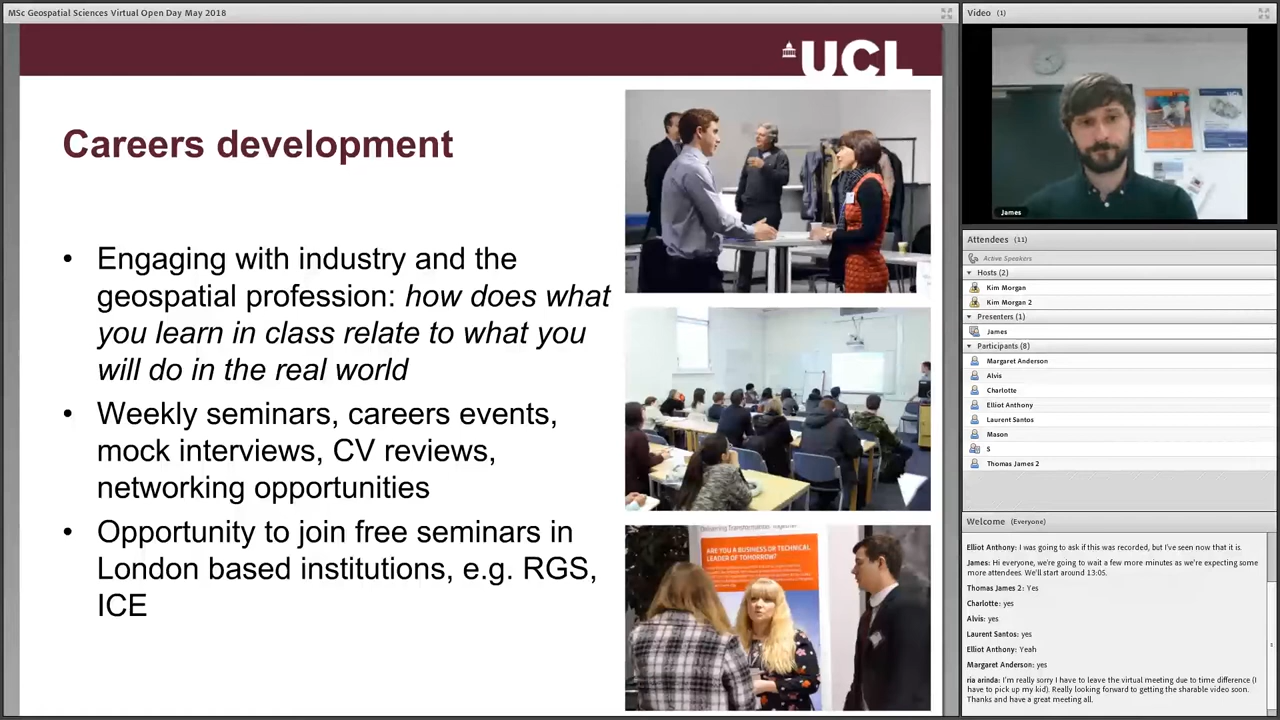 MSc Geospatial Sciences Virtual Open Day May 2018
UCL
Careers development
• Engaging with industry and the
geospatial profession: how does what
you learn in class relate to what you
will do in the real world
• Weekly seminars, careers events,
mock interviews, CV reviews,
networking opportunities
• Opportunity to join free seminars in
London based institutions, e.g. RGS,
ICE
Delivering Transformation. Together.
ARE YOU A BUSINESS OR TECHNICAL
LEADER OF TOMORROW?
Video (1)
UCL
James
Attendees (11)
Active Speakers
Hosts (2)
Kim Morgan
Kim Morgan 2
Presenters (1)
James
Participants (8)
Margaret Anderson
Alvis
Charlotte
Elliot Anthony
Laurent Santos
Mason
S
Thomas James 2
Welcome (Everyone)
Elliot Anthony: I was going to ask if this was recorded, but I've seen now that it is.
James: Hi everyone, we're going to wait a few more minutes as we're expecting some
more attendees. We'll start around 13:05.
Thomas James 2: Yes
Charlotte: yes
Alvis: yes
Laurent Santos: yes
Elliot Anthony: Yeah
Margaret Anderson: yes
ria arinda: I'm really sorry I have to leave the virtual meeting due to time difference (I
have to pick up my kid). Really looking forward to getting the sharable video soon.
Thanks and have a great meeting all.